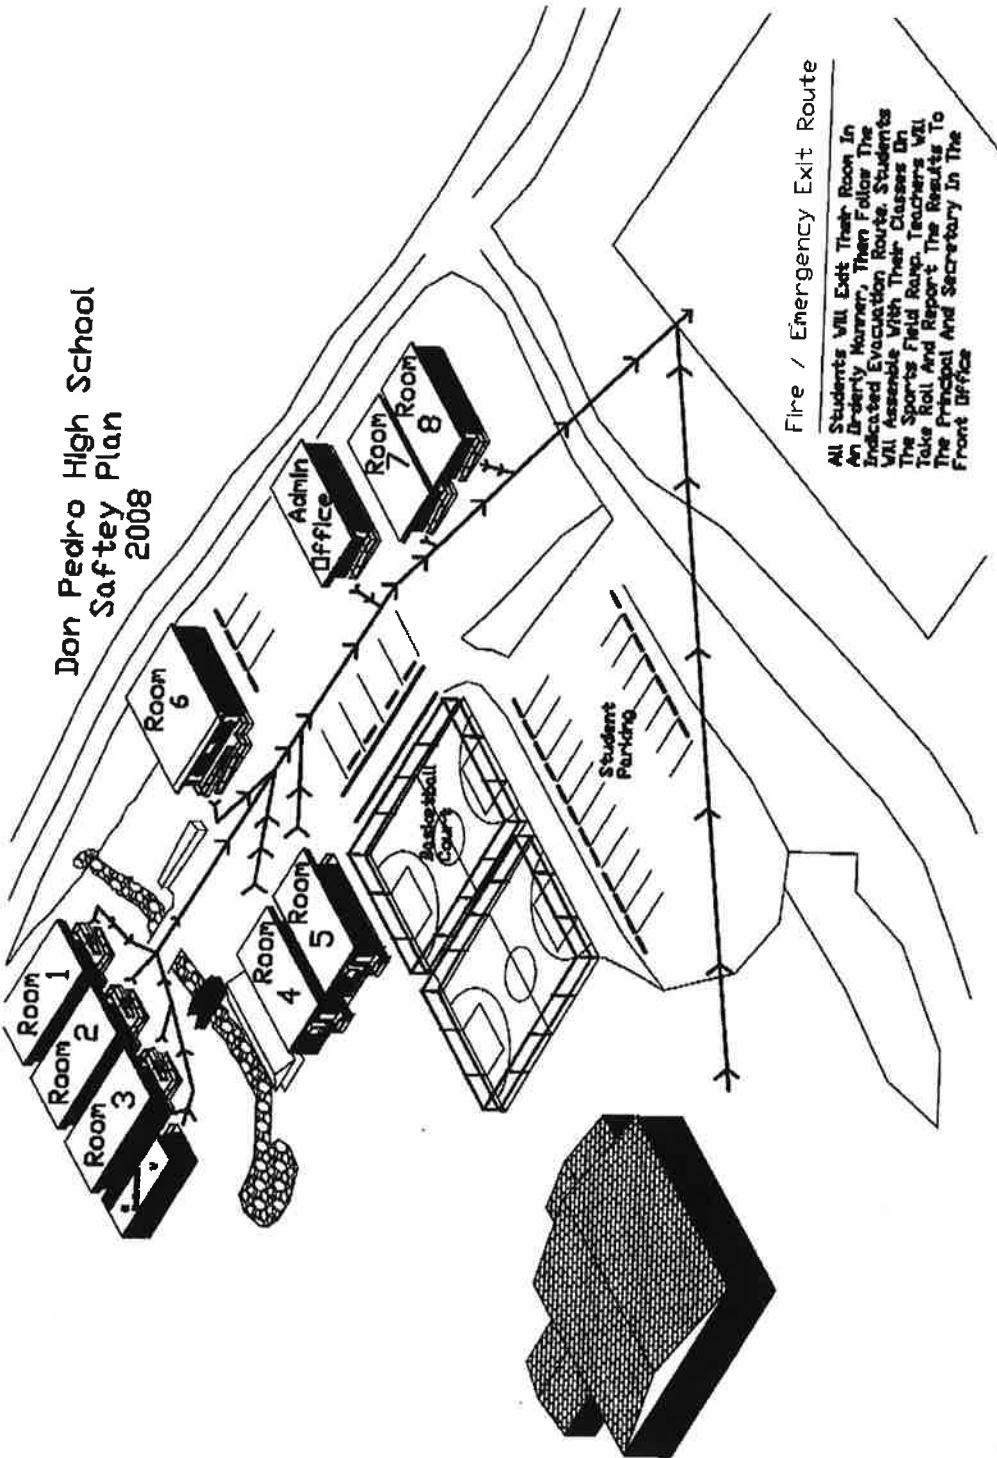 Don Pedro High School
Saftey Plan
2008
Room
1
Room
2
Room
3
Room
4
Room
5
Room
6
Admin
Office
Room
7
Room
8
Basketball
Court
Student
Parking
Fire / Emergency Exit Route
All Students Will Exit Their Room In
An Orderly Manner, Then Follow The
Indicated Evacuation Route. Students
Will Assemble With Their Classes On
The Sports Field Ramp. Teachers Will
Take Roll And Report The Results To
The Principal And Secretary In The
Front Office